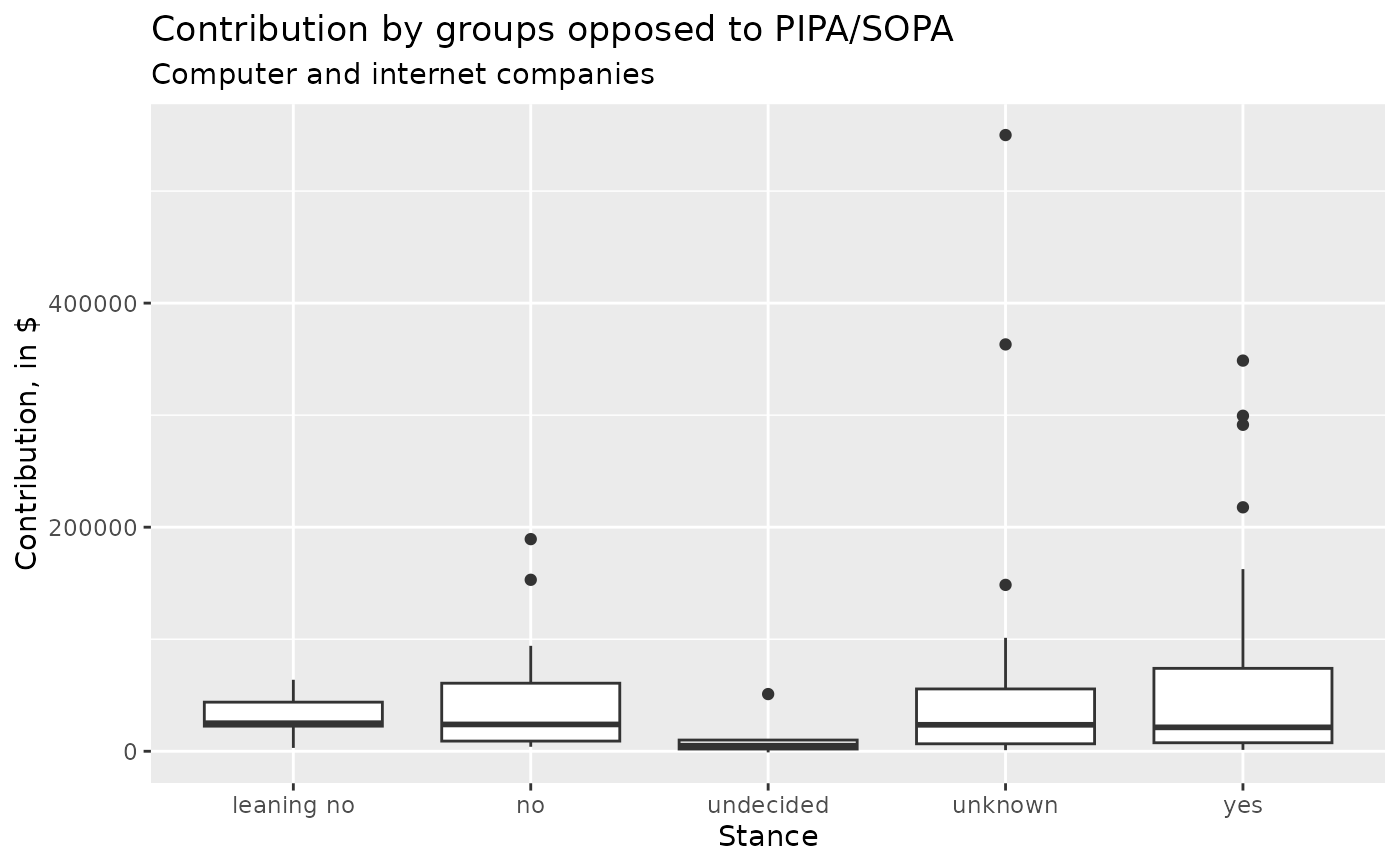 Contribution by groups opposed to PIPA/SOPA
Computer and internet companies
Contribution, in $
400000
200000
0
leaning no
no
undecided
unknown
yes
Stance